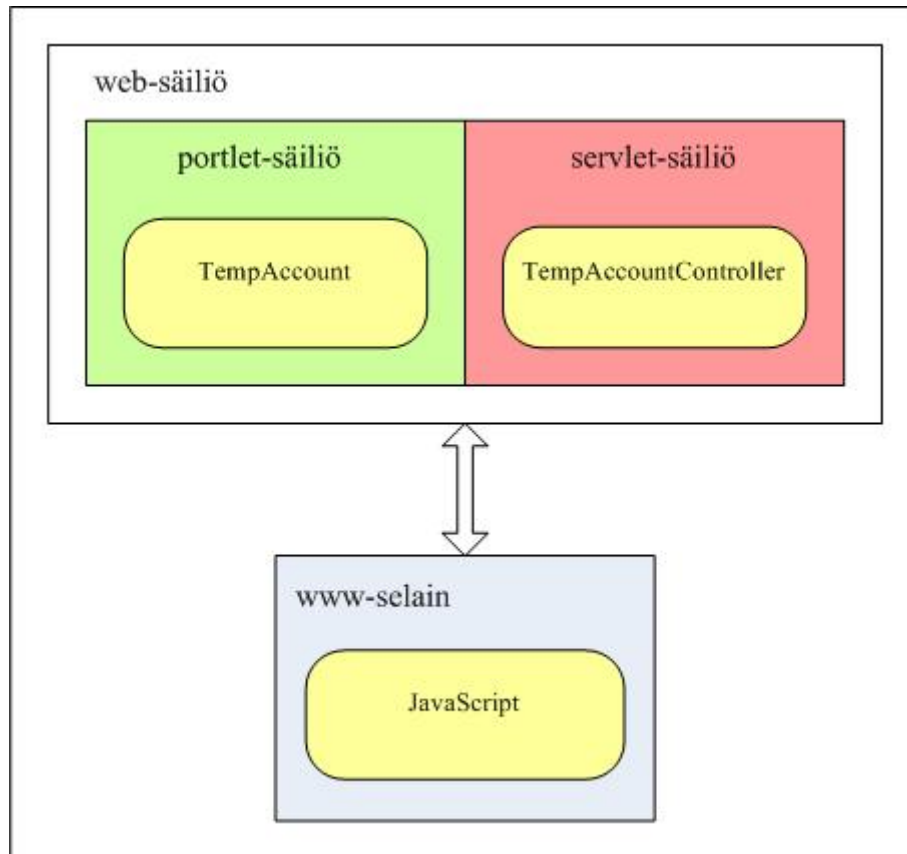 web-säiliö
portlet-säiliö
servlet-säiliö
TempAccount
TempAccountController
www-selain
JavaScript